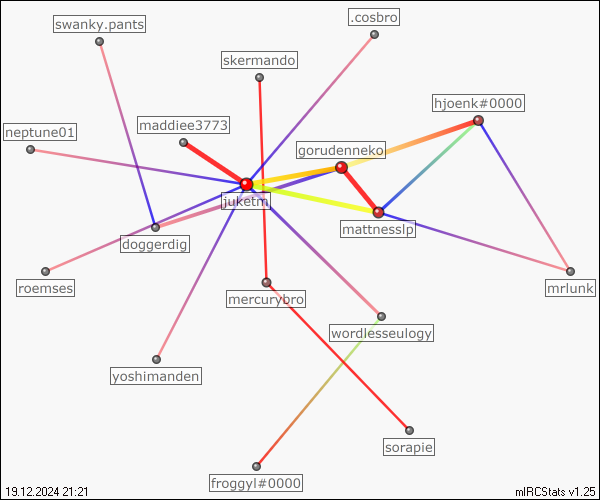 swanky.pants
.cosbro
skermando
hjoenk#0000
maddiee3773
neptune01
gorudenneko
juketm
mattnesslp
doggerdig
roemses
mrlunk
mercurybro
wordlesseulogy
yoshimanden
sorapie
froggyl#0000
19.12.2024 21:21
mIRCStats v1.25